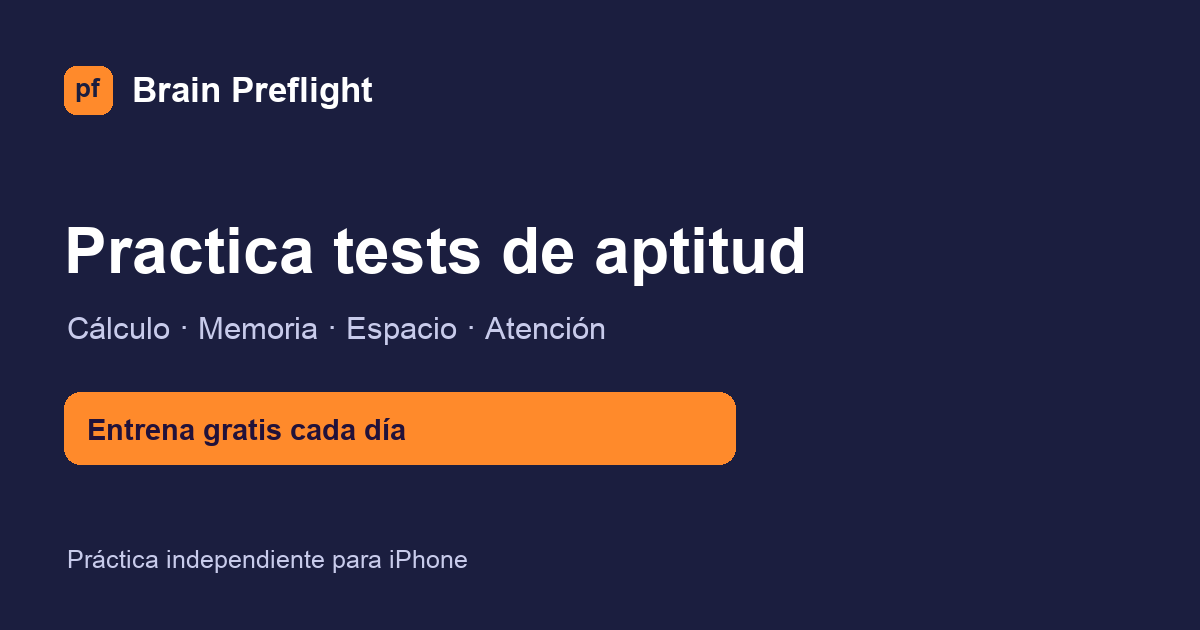 pf
Brain Preflight
Practica tests de aptitud
Cálculo · Memoria · Espacio · Atención
Entrena gratis cada día
Práctica independiente para iPhone